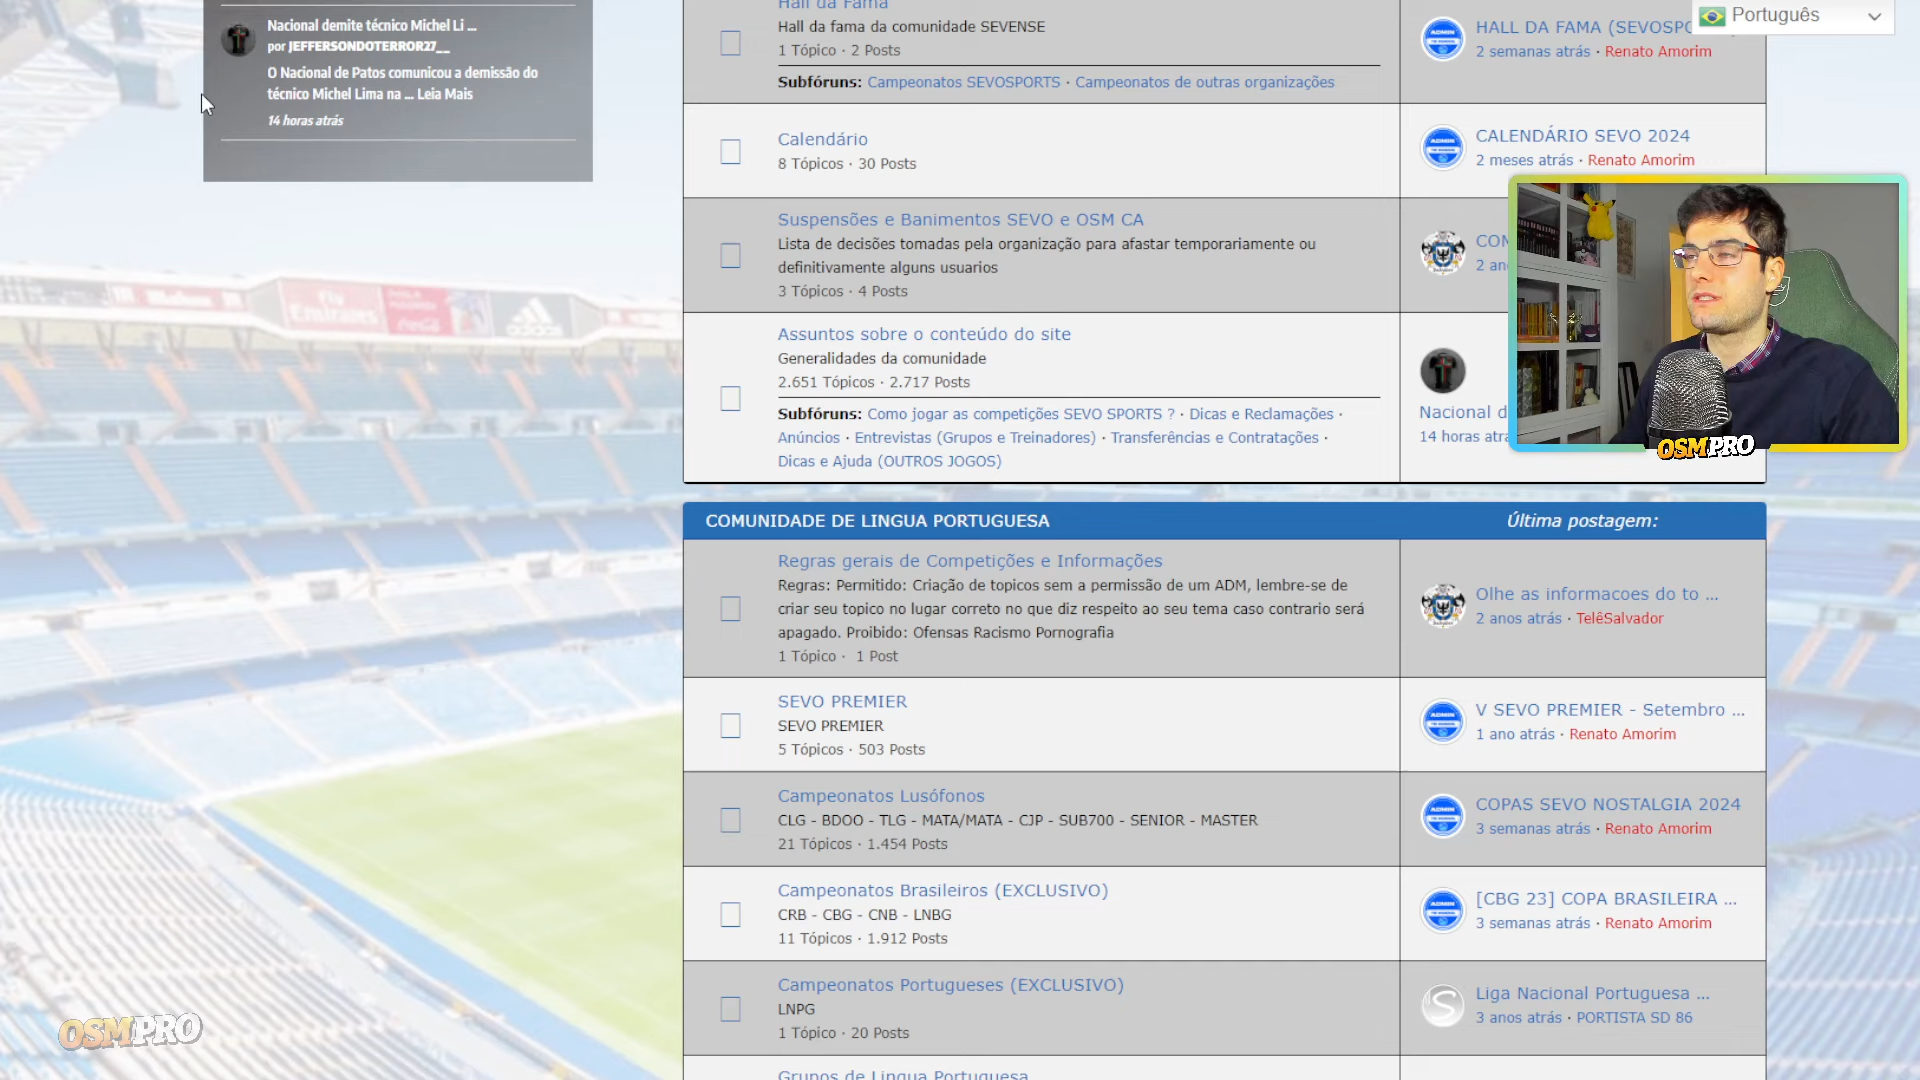 Nacional demite técnico Michel Li ...
por JEFFERSONDOTERROR27__
O Nacional de Patos comunicou a demissão do
técnico Michel Lima na ... Leia Mais
14 horas atrás
Hall da Fama
Hall da fama da comunidade SEVENSE
1 Tópico · 2 Posts
Subfóruns: Campeonatos SEVOSPORTS · Campeonatos de outras organizações
HALL DA FAMA (SEVOSPO
2 semanas atrás · Renato Amorim
Português
Calendário
8 Tópicos · 30 Posts
CALENDÁRIO SEVO 2024
2 meses atrás · Renato Amorim
Suspensões e Banimentos SEVO e OSM CA
Lista de decisões tomadas pela organização para afastar temporariamente ou
definitivamente alguns usuarios
3 Tópicos · 4 Posts
2 an
Assuntos sobre o conteúdo do site
Generalidades da comunidade
2.651 Tópicos · 2.717 Posts
Subfóruns: Como jogar as competições SEVO SPORTS ? · Dicas e Reclamações ·
Anúncios · Entrevistas (Grupos e Treinadores) · Transferências e Contratações ·
Dicas e Ajuda (OUTROS JOGOS)
Nacional d
14 horas atrá
OSMPRO
COMUNIDADE DE LINGUA PORTUGUESA
Última postagem:
Regras gerais de Competições e Informações
Regras: Permitido: Criação de topicos sem a permissão de um ADM, lembre-se de
criar seu topico no lugar correto no que diz respeito ao seu tema caso contrario será
apagado. Proibido: Ofensas Racismo Pornografia
1 Tópico · 1 Post
Olhe as informacoes do to ...
2 anos atrás · TelêSalvador
SEVO PREMIER
SEVO PREMIER
5 Tópicos · 503 Posts
V SEVO PREMIER - Setembro ...
1 ano atrás · Renato Amorim
Campeonatos Lusófonos
CLG - BDOO - TLG - MATA/MATA - CJP - SUB700 - SENIOR - MASTER
21 Tópicos · 1.454 Posts
COPAS SEVO NOSTALGIA 2024
3 semanas atrás · Renato Amorim
Campeonatos Brasileiros (EXCLUSIVO)
CRB - CBG - CNB - LNBG
11 Tópicos · 1.912 Posts
[CBG 23] COPA BRASILEIRA ...
3 semanas atrás · Renato Amorim
Campeonatos Portugueses (EXCLUSIVO)
LNPG
1 Tópico · 20 Posts
Liga Nacional Portuguesa ...
3 anos atrás · PORTISTA SD 86
Grupos de Lingua Portuguesa
OSMPRO
Fly
Emirates
adidas